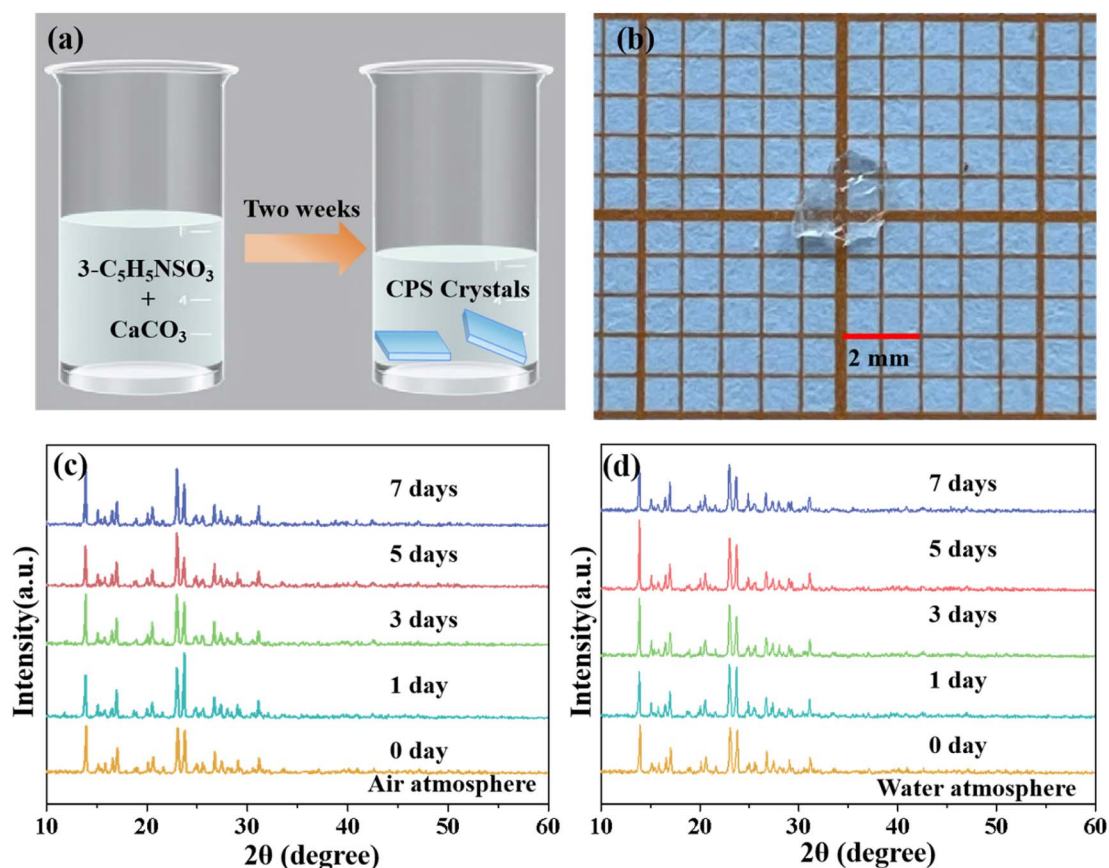 (a)
Two weeks
3-C₅H₅NSO₃
+
CaCO₃
CPS Crystals
(b)
2 mm
(c)
7 days
5 days
3 days
1 day
0 day
Air atmosphere
Intensity(a.u.)
10 20 30 40 50 60
2θ (degree)
(d)
7 days
5 days
3 days
1 day
0 day
Water atmosphere
Intensity(a.u.)
10 20 30 40 50 60
2θ (degree)